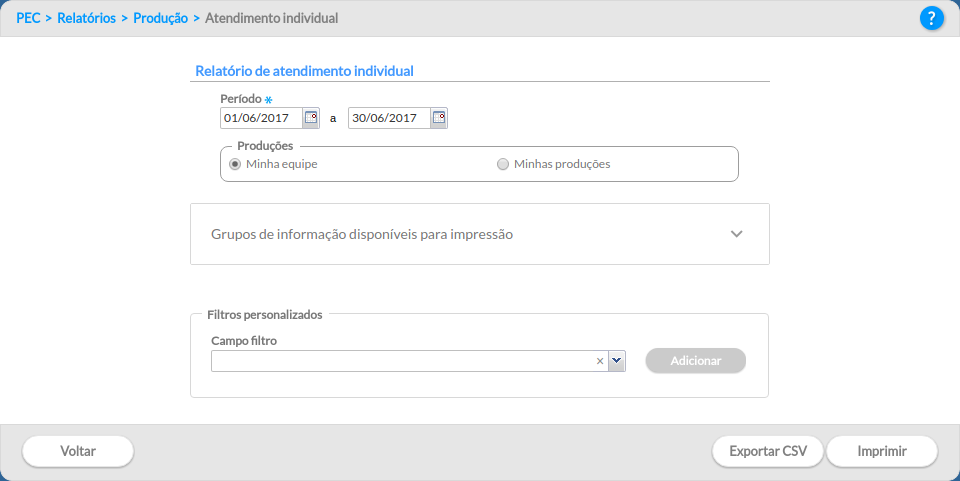 PEC > Relatórios > Produção > Atendimento individual
?
Relatório de atendimento individual
Período *
01/06/2017 a 30/06/2017
Produções
Minha equipe Minhas produções
Grupos de informação disponíveis para impressão
Filtros personalizados
Campo filtro
× Adicionar
Voltar Exportar CSV Imprimir